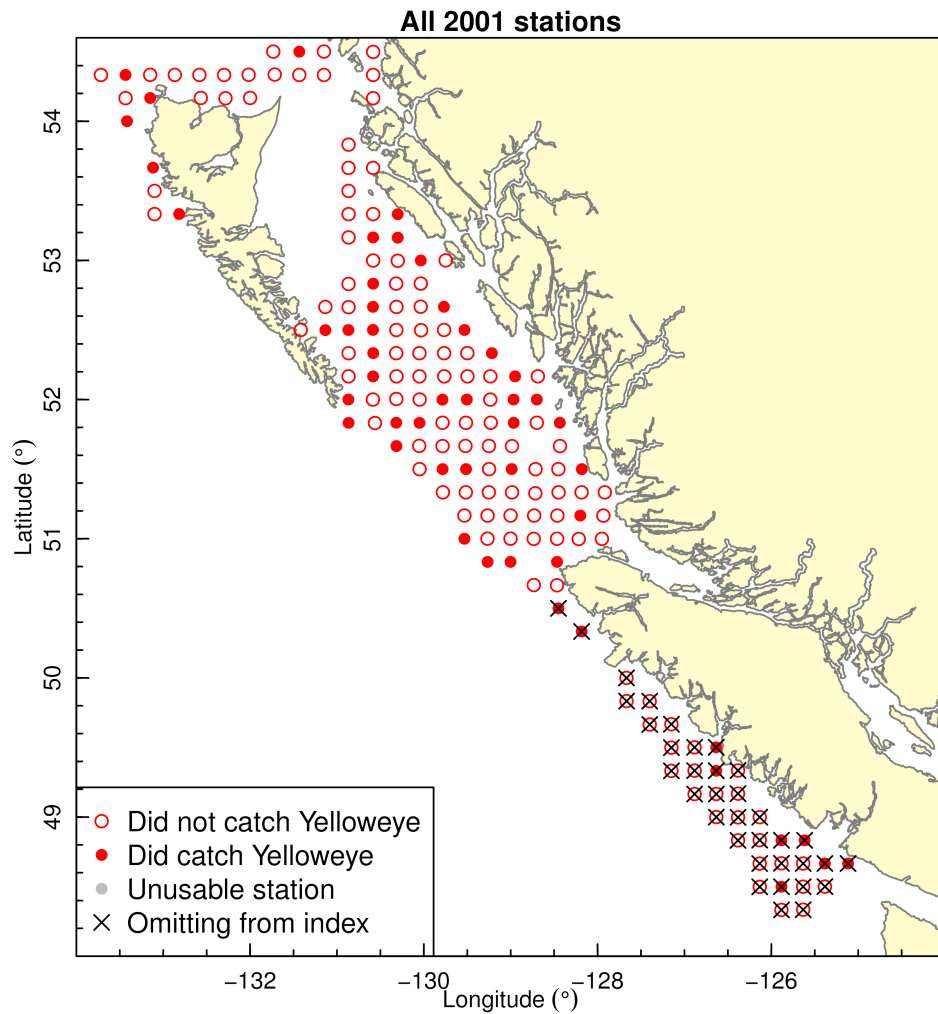 All 2001 stations
54
53
52
51
50
49
Latitude (°)
Did not catch Yelloweye
Did catch Yelloweye
Unusable station
Omitting from index
−132
−130
−128
−126
Longitude (°)